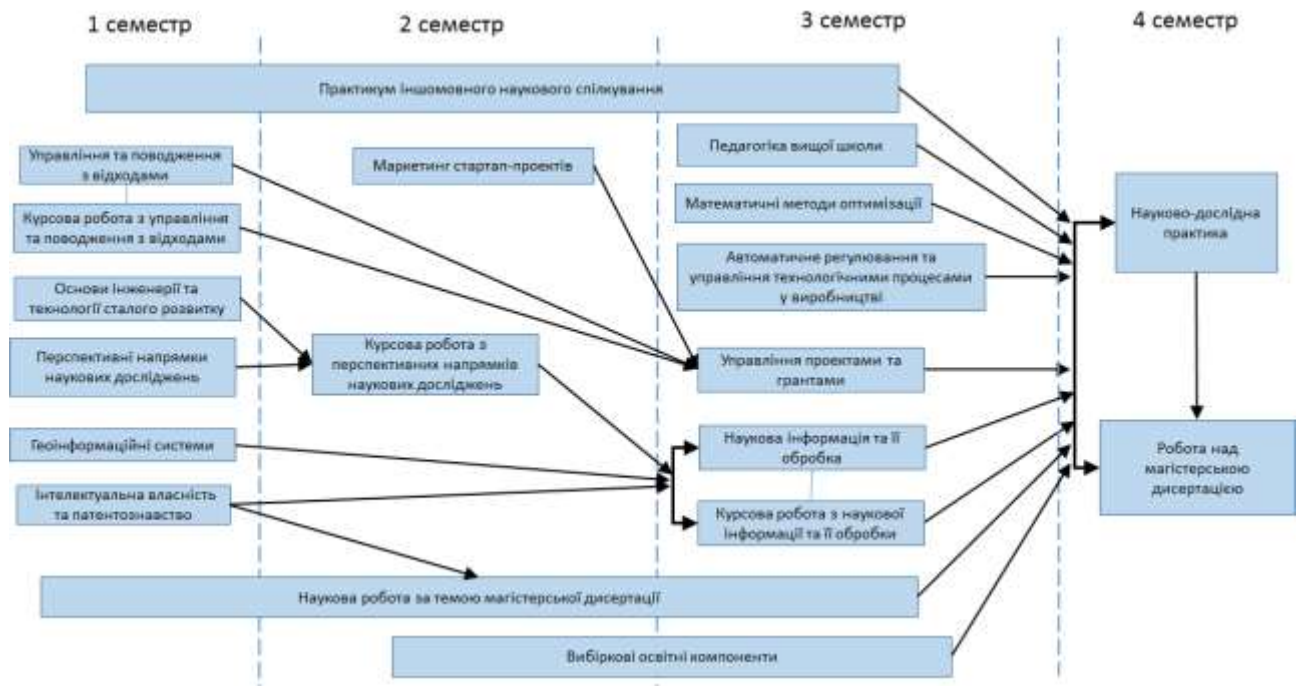 1 семестр
2 семестр
3 семестр
4 семестр
Практикум іншомовного наукового спілкування
Управління та поводження
з відходами
Маркетинг стартап-проектів
Педагогіка вищої школи
Курсова робота з управління
та поводження з відходами
Математичні методи оптимізації
Науково-дослідна
практика
Автоматичне регулювання та
управління технологічними процесами
у виробництві
Основи інженерії та
технології сталого розвитку
Перспективні напрямки
наукових досліджень
Курсова робота з
перспективних напрямків
наукових досліджень
Управління проектами та
грантами
Геоінформаційні системи
Наукова інформація та її
обробка
Робота над
магістерською
дисертацією
Інтелектуальна власність
та патентознавство
Курсова робота з наукової
інформації та її обробки
Наукова робота за темою магістерської дисертації
Вибіркові освітні компоненти